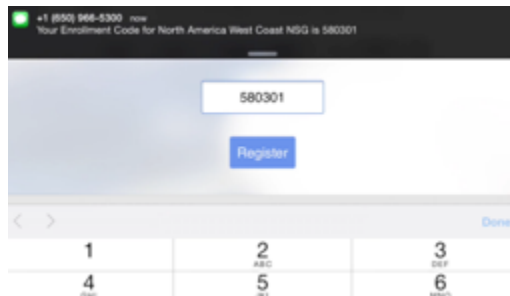 +1 (650) 966-5300 now
Your Enrollment Code for North America West Coast NSG is 580301
580301
Register
Done
1
2
3
ABC
DEF
4
5
6